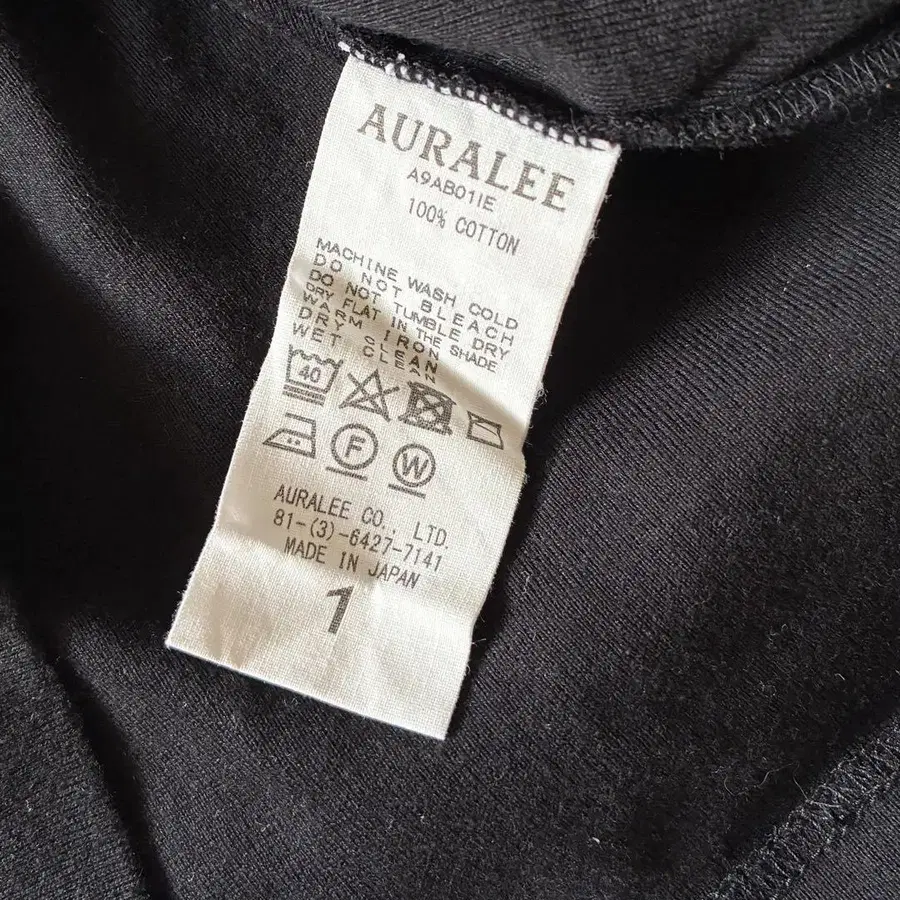 AURALEE
A9AB01IE
100% COTTON
MACHINE WASH COLD
DO NOT BLEACH
DO NOT TUMBLE DRY
DRY FLAT IN THE SHADE
WARM IRON
DRY CLEAN
WET CLEAN
40
F W
AURALEE CO., LTD.
81-(3)-6427-7141
MADE IN JAPAN
1